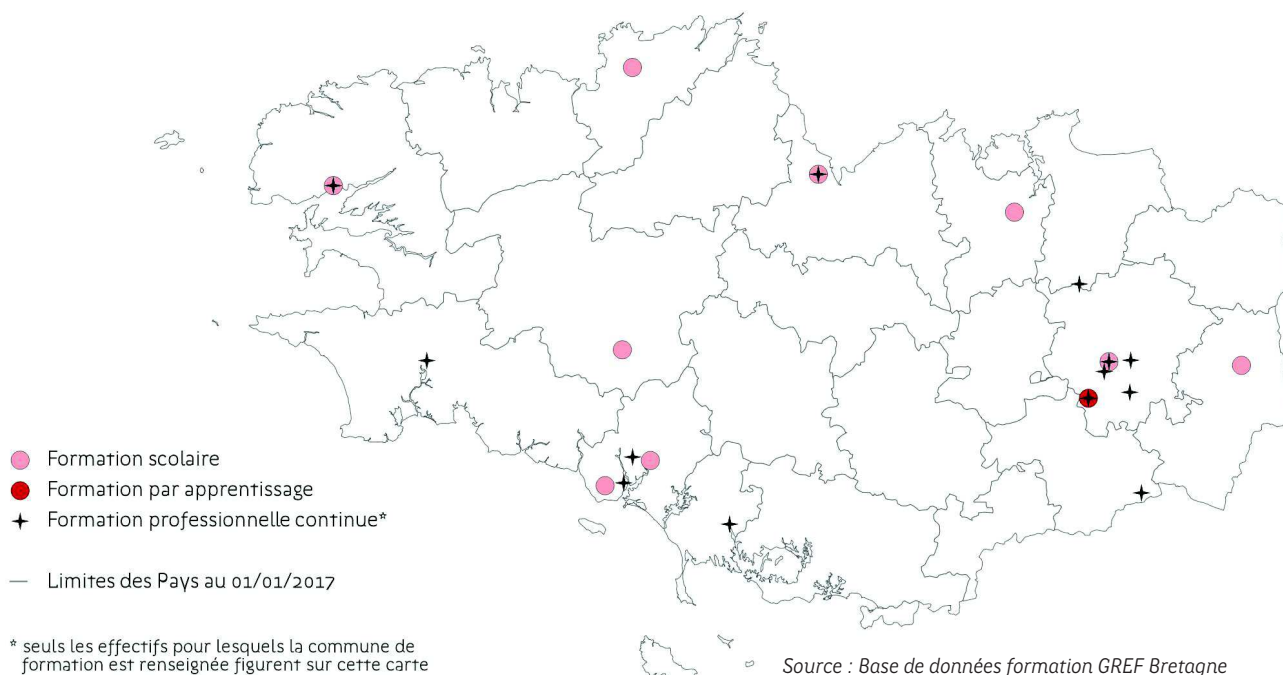 Formation scolaire
Formation par apprentissage
Formation professionnelle continue*
Limites des Pays au 01/01/2017
* seuls les effectifs pour lesquels la commune de
formation est renseignée figurent sur cette carte
Source : Base de données formation GREF Bretagne